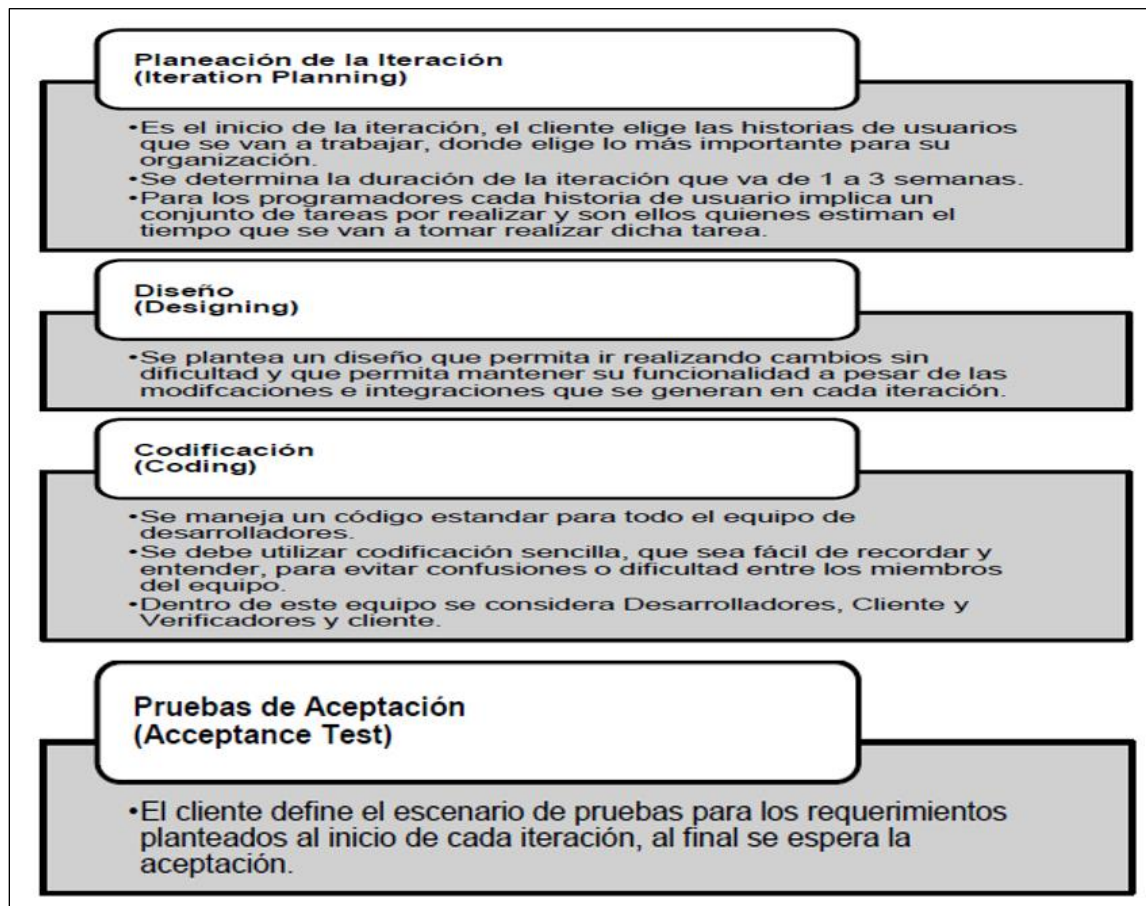 Planeación de la Iteración
(Iteration Planning)
•Es el inicio de la iteración, el cliente elige las historias de usuarios
que se van a trabajar, donde elige lo más importante para su
organización.
•Se determina la duración de la iteración que va de 1 a 3 semanas.
•Para los programadores cada historia de usuario implica un
conjunto de tareas por realizar y son ellos quienes estiman el
tiempo que se van a tomar realizar dicha tarea.
Diseño
(Designing)
•Se plantea un diseño que permita ir realizando cambios sin
dificultad y que permita mantener su funcionalidad a pesar de las
modifcaciones e integraciones que se generan en cada iteración.
Codificación
(Coding)
•Se maneja un código estandar para todo el equipo de
desarrolladores.
•Se debe utilizar codificación sencilla, que sea fácil de recordar y
entender, para evitar confusiones o dificultad entre los miembros
del equipo.
•Dentro de este equipo se considera Desarrolladores, Cliente y
Verificadores y cliente.
Pruebas de Aceptación
(Acceptance Test)
•El cliente define el escenario de pruebas para los requerimientos
planteados al inicio de cada iteración, al final se espera la
aceptación.